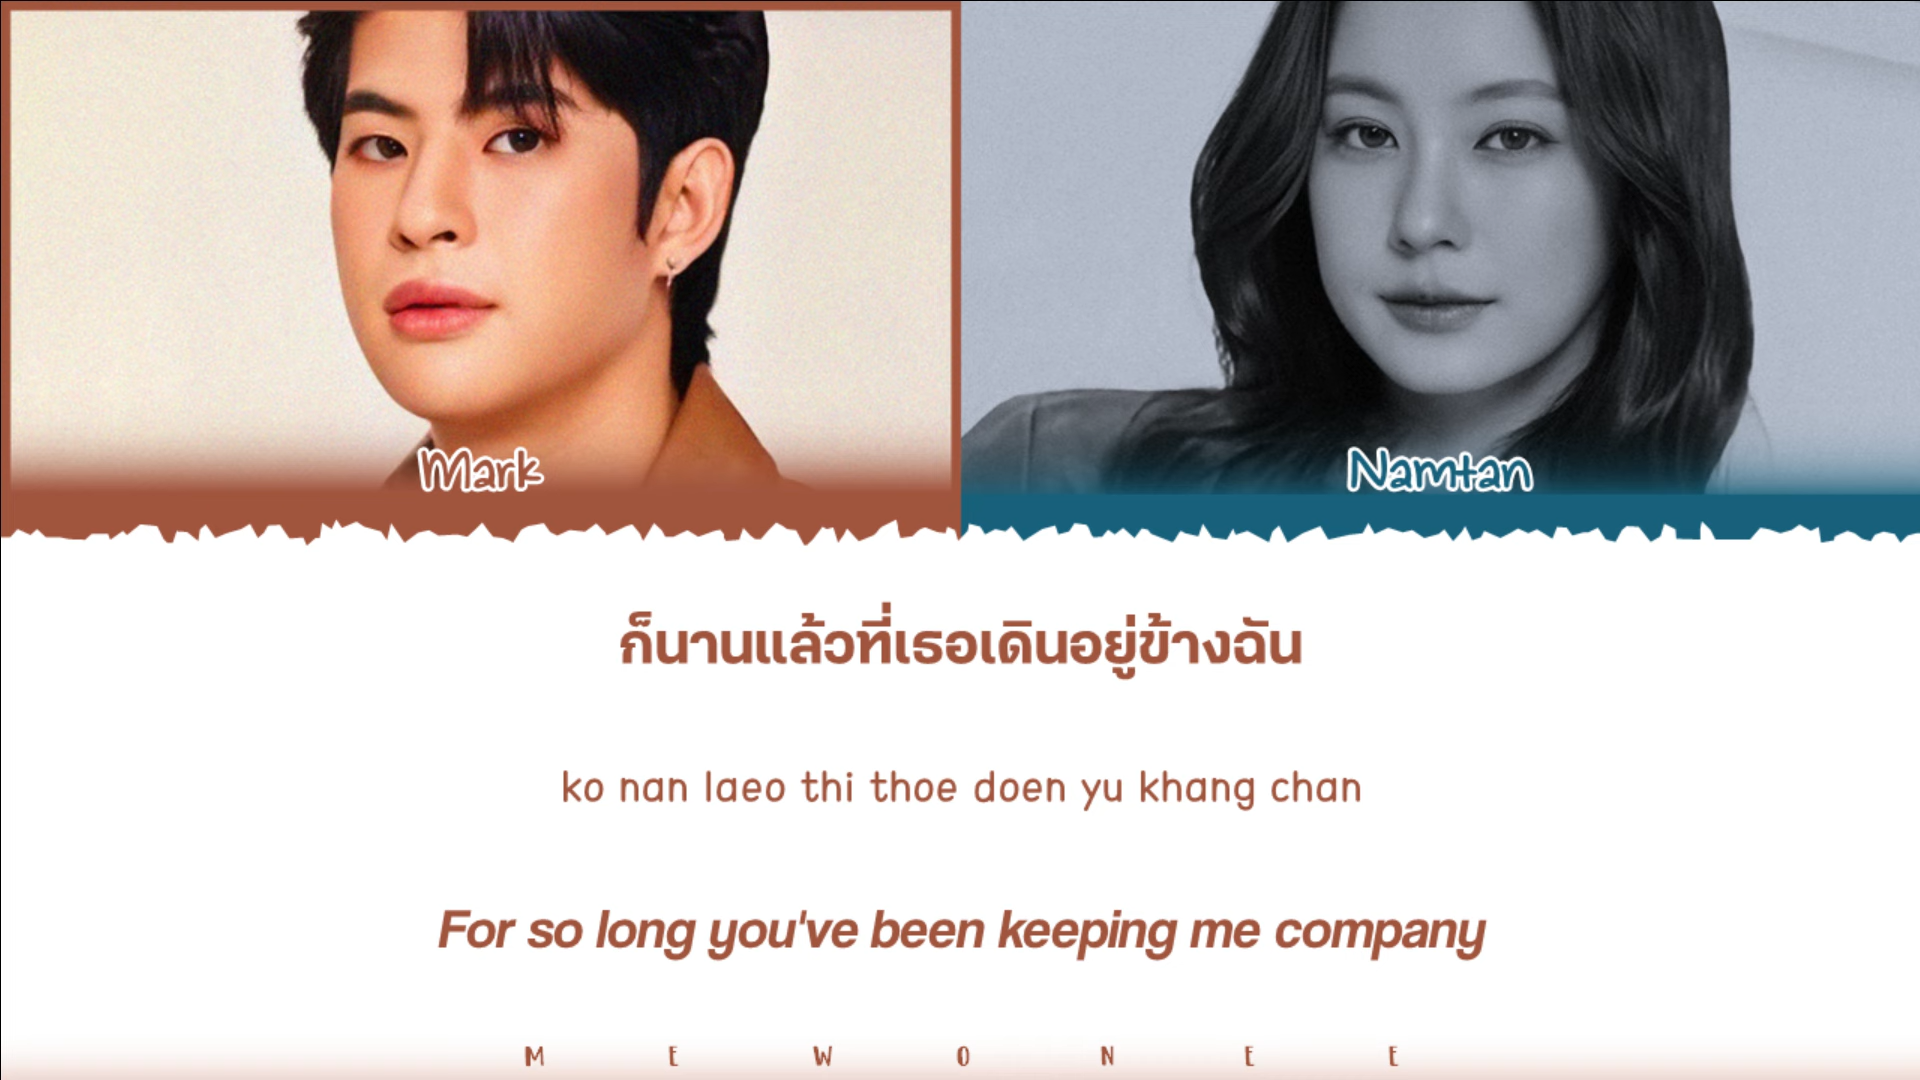 Mark
Namtan
ก็นานแล้วที่เธอเดินอยู่ข้างฉัน
ko nan laeo thi thoe doen yu khang chan
For so long you've been keeping me company
M E W O N E E